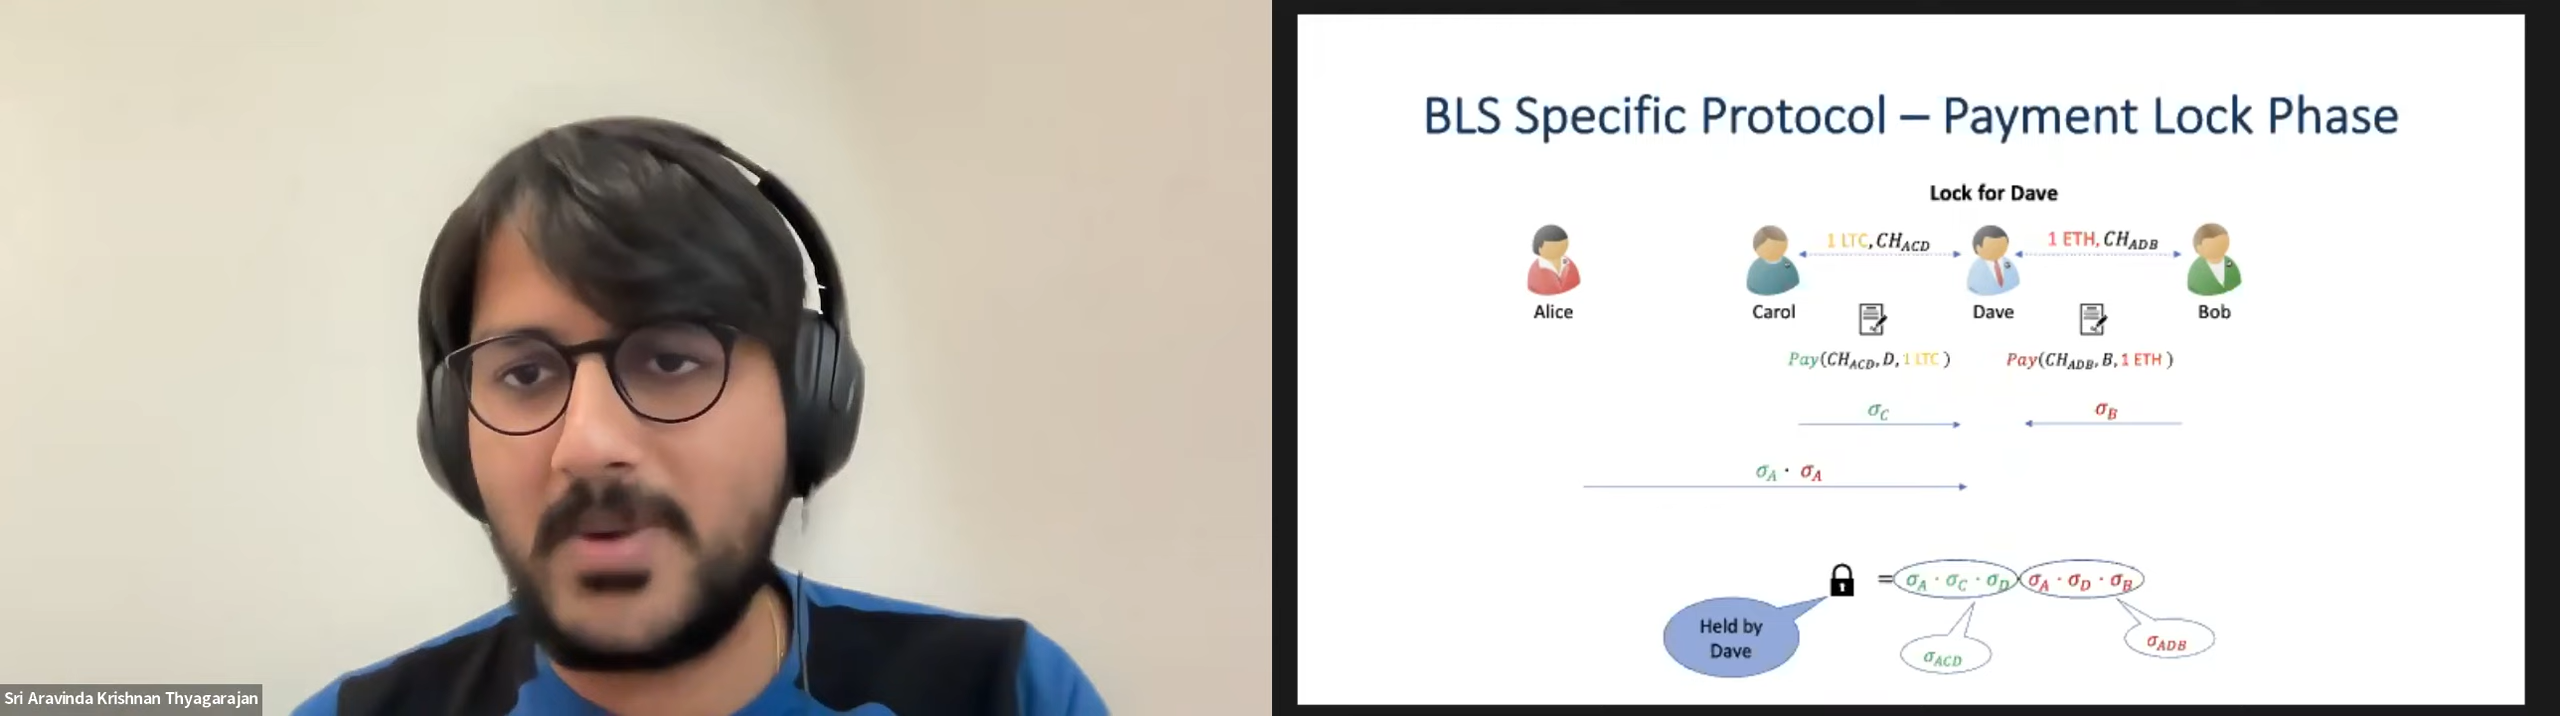 Sri Aravinda Krishnan Thyagarajan
BLS Specific Protocol – Payment Lock Phase
Lock for Dave
1 LTC, CH_ACD
1 ETH, CH_ADB
Alice
Carol
Dave
Bob
Pay(CH_ACD, D, 1 LTC )
Pay(CH_ADB, B, 1 ETH )
σ_C
σ_B
σ_A · σ_A
= σ_A · σ_C · σ_D · σ_A · σ_D · σ_B
Held by
Dave
σ_ACD
σ_ADB